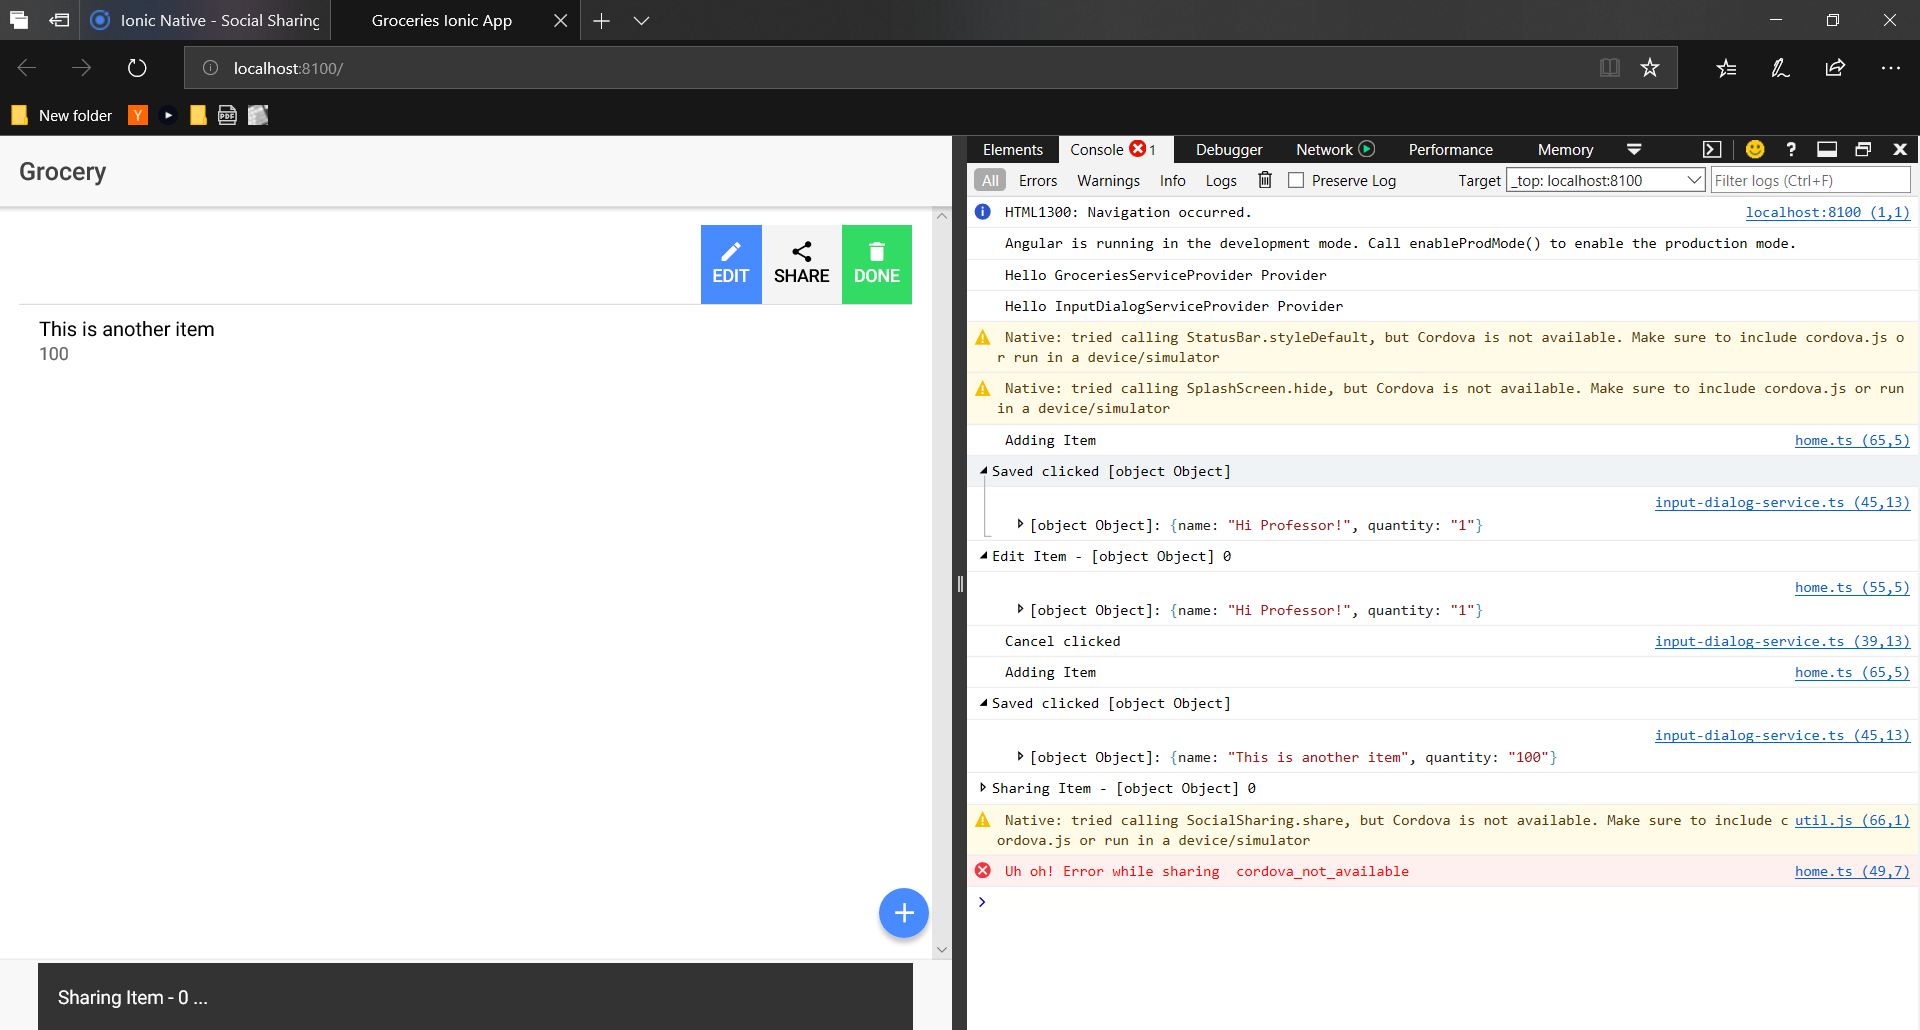 Ionic Native - Social Sharing
Groceries Ionic App
localhost:8100/
New folder
Y
PDF
Grocery
EDIT
SHARE
DONE
This is another item
100
Sharing Item - 0 ...
Elements
Console 1
Debugger
Network
Performance
Memory
?
All
Errors
Warnings
Info
Logs
Preserve Log
Target
_top: localhost:8100
Filter logs (Ctrl+F)
HTML1300: Navigation occurred.
localhost:8100 (1,1)
Angular is running in the development mode. Call enableProdMode() to enable the production mode.
Hello GroceriesServiceProvider Provider
Hello InputDialogServiceProvider Provider
Native: tried calling StatusBar.styleDefault, but Cordova is not available. Make sure to include cordova.js o
r run in a device/simulator
Native: tried calling SplashScreen.hide, but Cordova is not available. Make sure to include cordova.js or run
in a device/simulator
Adding Item
home.ts (65,5)
Saved clicked [object Object]
input-dialog-service.ts (45,13)
[object Object]: {name: "Hi Professor!", quantity: "1"}
Edit Item - [object Object] 0
home.ts (55,5)
[object Object]: {name: "Hi Professor!", quantity: "1"}
Cancel clicked
input-dialog-service.ts (39,13)
Adding Item
home.ts (65,5)
Saved clicked [object Object]
input-dialog-service.ts (45,13)
[object Object]: {name: "This is another item", quantity: "100"}
Sharing Item - [object Object] 0
Native: tried calling SocialSharing.share, but Cordova is not available. Make sure to include c
util.js (66,1)
ordova.js or run in a device/simulator
Uh oh! Error while sharing cordova_not_available
home.ts (49,7)